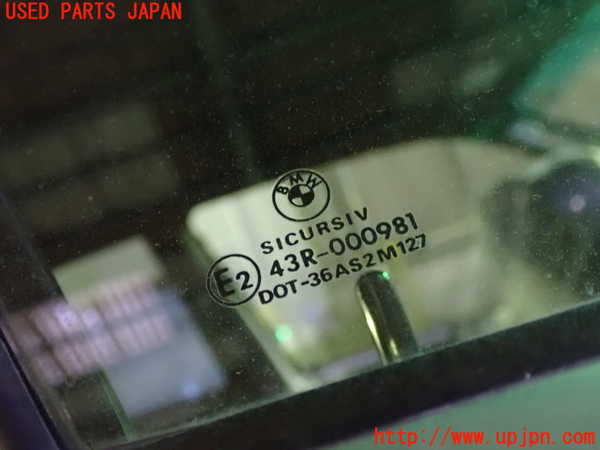 USED PARTS JAPAN
BMW
SICURSIV
E2
43R-000981
DOT-36AS2M127
http://www.upjpn.com